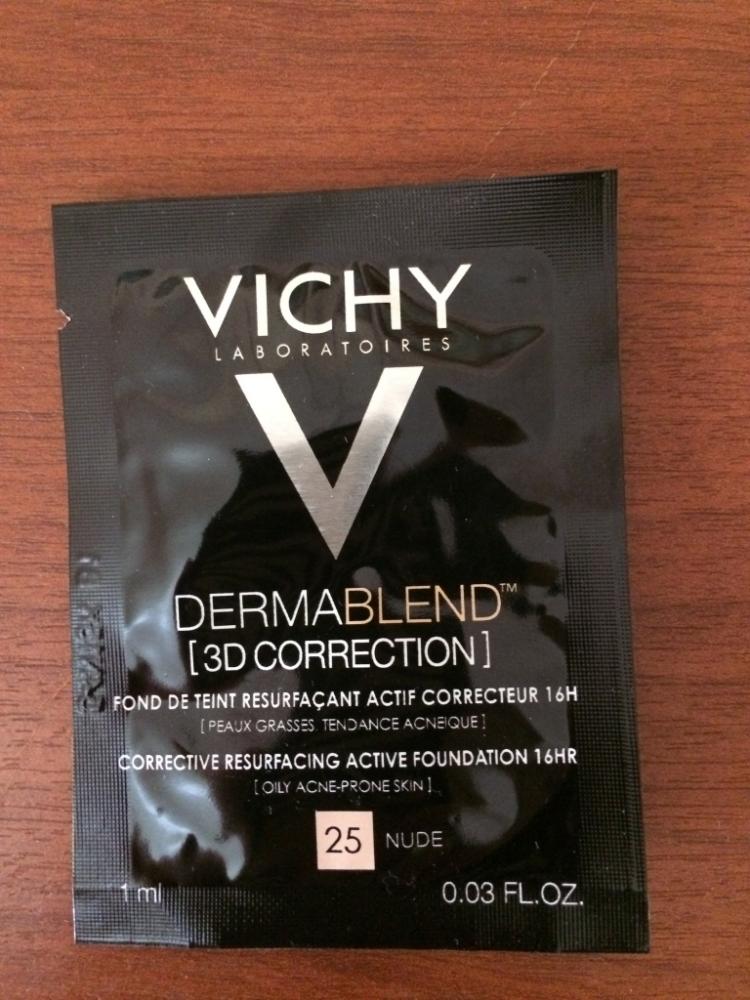 VICHY
LABORATOIRES
V
DERMABLEND™
[3D CORRECTION]
FOND DE TEINT RESURFAÇANT ACTIF CORRECTEUR 16H
[PEAUX GRASSES, TENDANCE ACNEIQUE]
CORRECTIVE RESURFACING ACTIVE FOUNDATION 16HR
[OILY ACNE-PRONE SKIN]
25 NUDE
1 ml 0.03 FL.OZ.